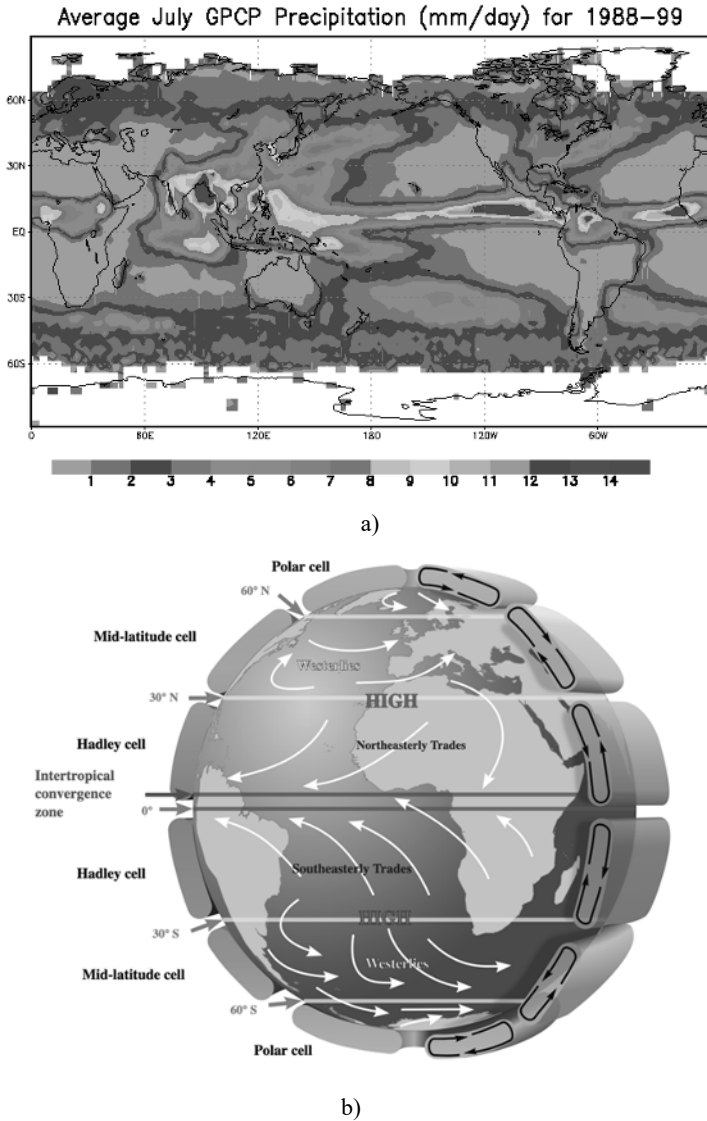 Average July GPCP Precipitation (mm/day) for 1988-99
60N
30N
EQ
30S
60S
0 60E 120E 180 120W 60W
1 2 3 4 5 6 7 8 9 10 11 12 13 14
a)
Polar cell
60° N
Mid-latitude cell
Westerlies
30° N
HIGH
Hadley cell
Northeasterly Trades
Intertropical
convergence
zone
0°
Hadley cell
Southeasterly Trades
HIGH
30° S
Westerlies
Mid-latitude cell
60° S
Polar cell
b)